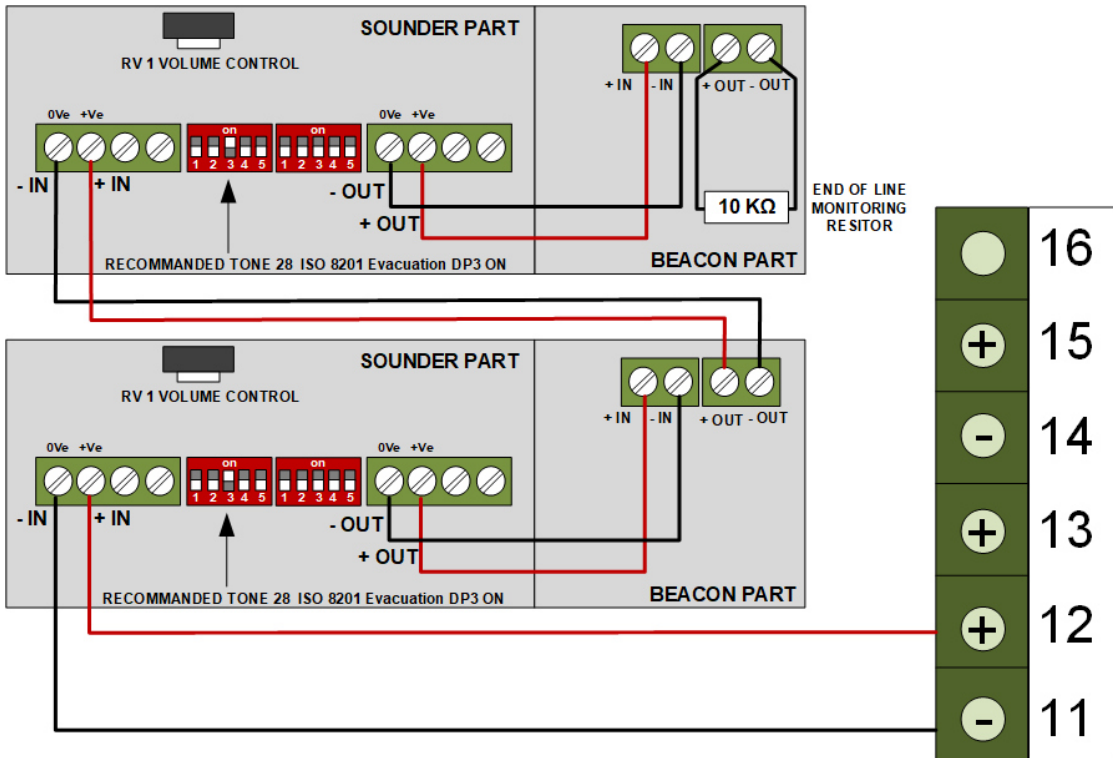 SOUNDER PART
RV 1 VOLUME CONTROL
+ IN - IN + OUT - OUT
0Ve +Ve
on on
0Ve +Ve
1 2 3 4 5 1 2 3 4 5
- IN + IN
- OUT
+ OUT
10 KΩ
END OF LINE
MONITORING
RESITOR
RECOMMANDED TONE 28 ISO 8201 Evacuation DP3 ON
BEACON PART
SOUNDER PART
RV 1 VOLUME CONTROL
+ IN - IN + OUT - OUT
0Ve +Ve
on on
0Ve +Ve
1 2 3 4 5 1 2 3 4 5
- IN + IN
- OUT
+ OUT
RECOMMANDED TONE 28 ISO 8201 Evacuation DP3 ON
BEACON PART
16
+ 15
- 14
+ 13
+ 12
- 11